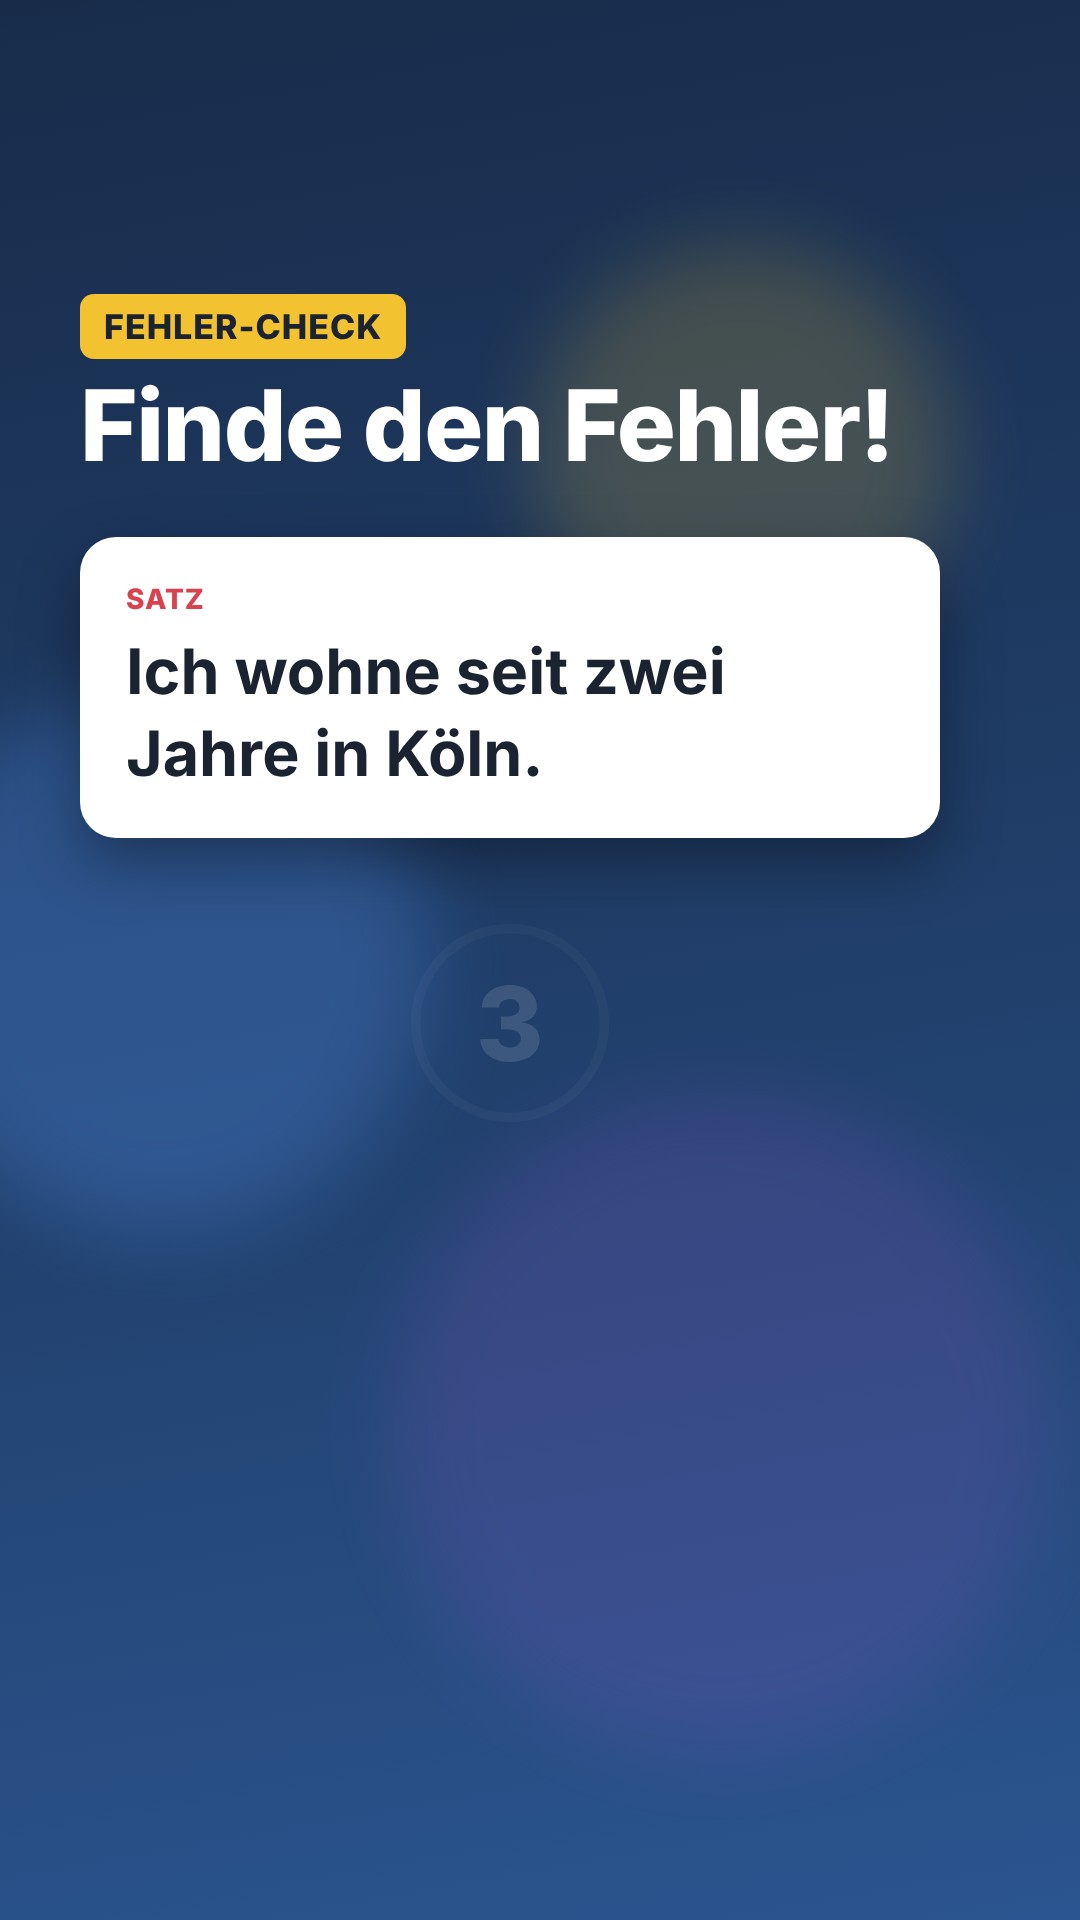 FEHLER-CHECK
Finde den Fehler!
SATZ
Ich wohne seit zwei
Jahre in Köln.
3